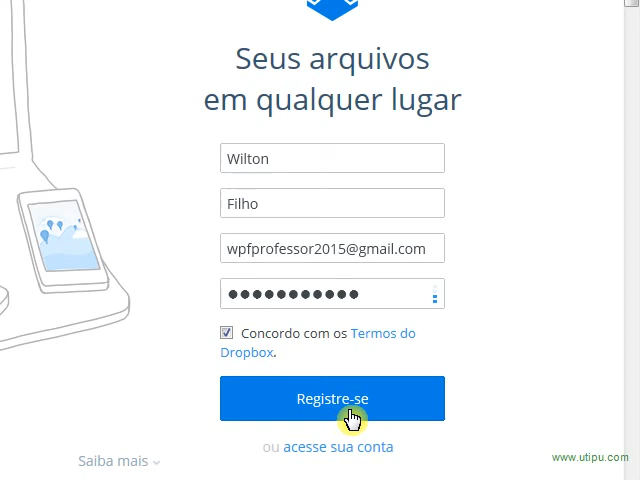 Seus arquivos
em qualquer lugar
Wilton
Filho
wpfprofessor2015@gmail.com
●●●●●●●●●●●
Concordo com os Termos do
Dropbox.
Registre-se
ou acesse sua conta
Saiba mais
www.utipu.com